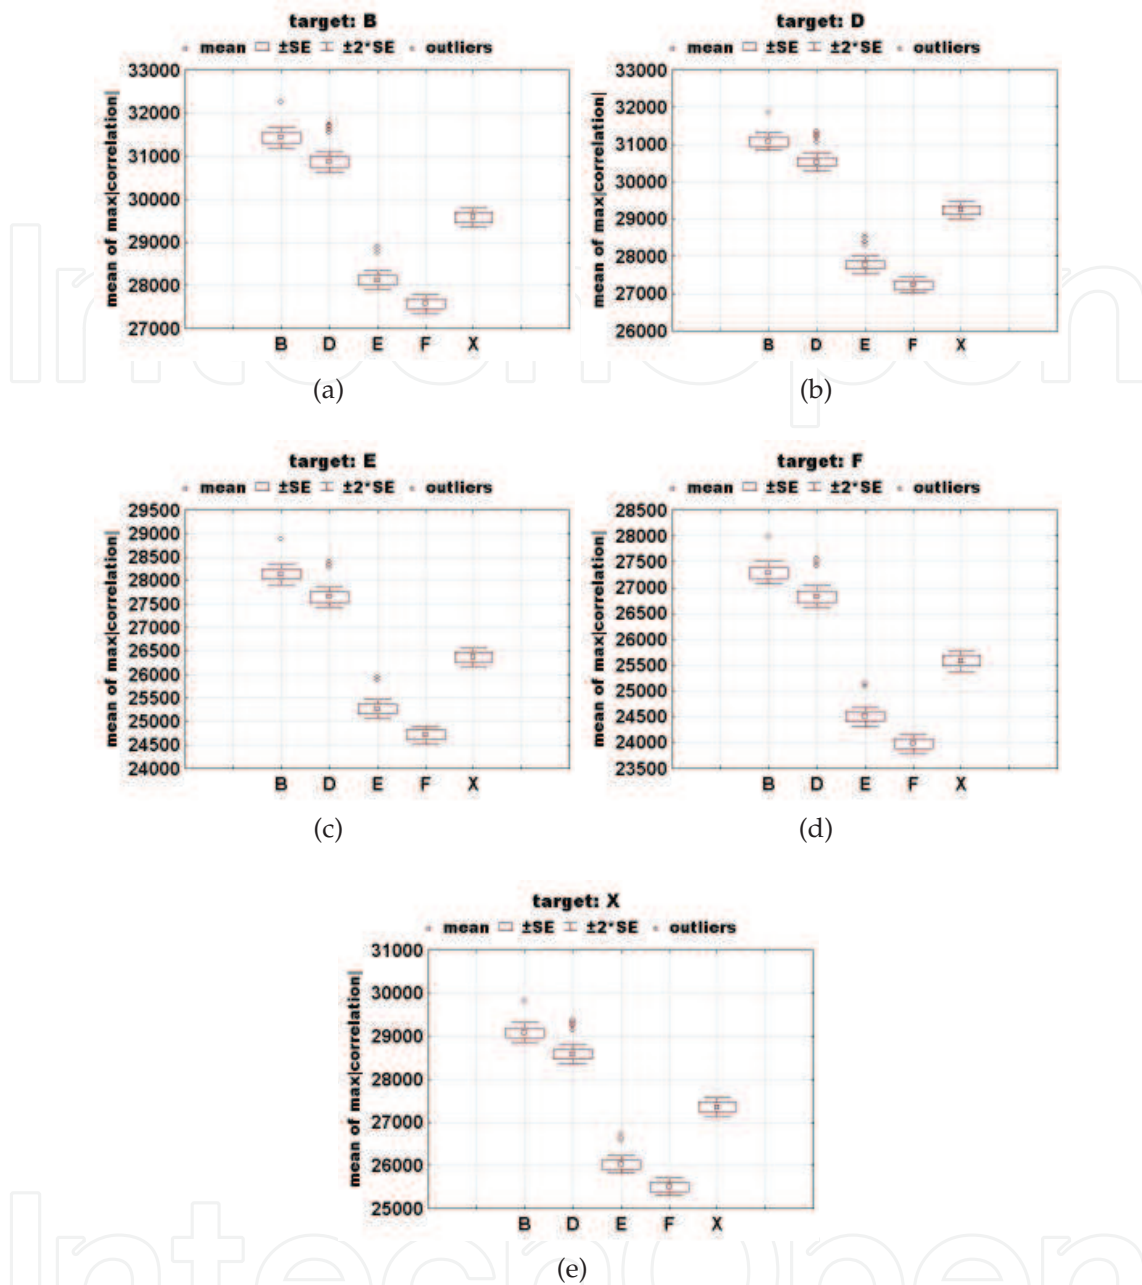 target: B
mean ±SE ±2*SE outliers
mean of max|correlation|
33000
32000
31000
30000
29000
28000
27000
B D E F X
(a)
target: D
mean ±SE ±2*SE outliers
mean of max|correlation|
33000
32000
31000
30000
29000
28000
27000
26000
B D E F X
(b)
target: E
mean ±SE ±2*SE outliers
mean of max|correlation|
29500
29000
28500
28000
27500
27000
26500
26000
25500
25000
24500
24000
B D E F X
(c)
target: F
mean ±SE ±2*SE outliers
mean of max|correlation|
28500
28000
27500
27000
26500
26000
25500
25000
24500
24000
23500
B D E F X
(d)
target: X
mean ±SE ±2*SE outliers
mean of max|correlation|
31000
30000
29000
28000
27000
26000
25000
B D E F X
(e)
IntechOpen
IntechOpen